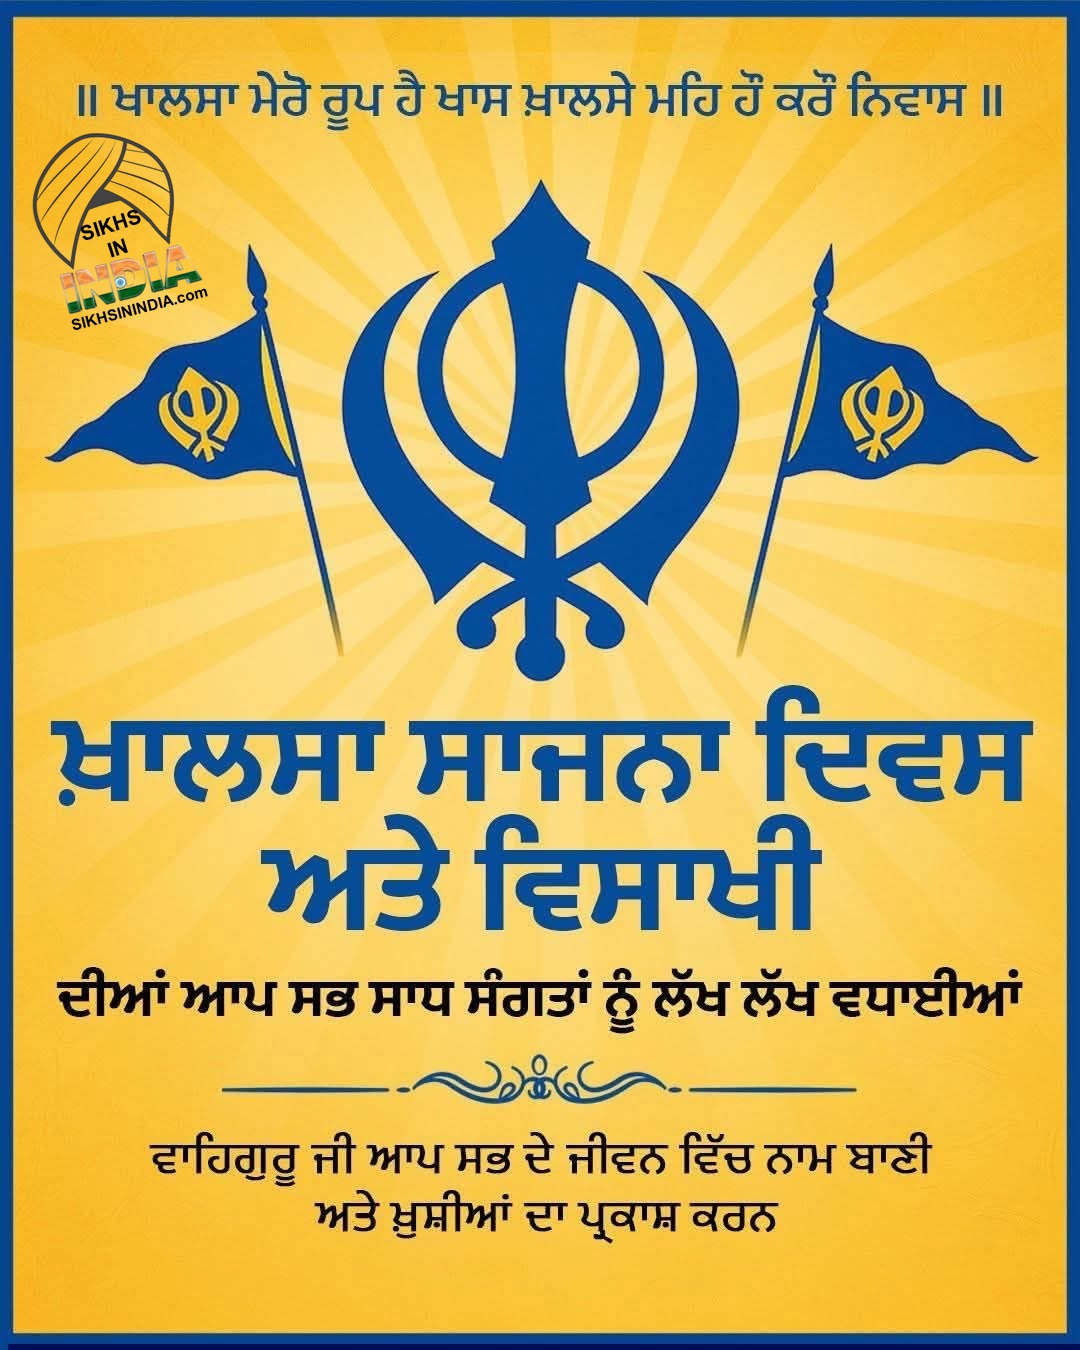 ॥ ਖਾਲਸਾ ਮੇਰੋ ਰੂਪ ਹੈ ਖਾਸ ਖ਼ਾਲਸੇ ਮਹਿ ਹੌ ਕਰੌ ਨਿਵਾਸ ॥
SIKHS
IN
INDIA
SIKHSININDIA.com
ਖ਼ਾਲਸਾ ਸਾਜਨਾ ਦਿਵਸ
ਅਤੇ ਵਿਸਾਖੀ
ਦੀਆਂ ਆਪ ਸਭ ਸਾਧ ਸੰਗਤਾਂ ਨੂੰ ਲੱਖ ਲੱਖ ਵਧਾਈਆਂ
ਵਾਹਿਗੁਰੂ ਜੀ ਆਪ ਸਭ ਦੇ ਜੀਵਨ ਵਿੱਚ ਨਾਮ ਬਾਣੀ
ਅਤੇ ਖ਼ੁਸ਼ੀਆਂ ਦਾ ਪ੍ਰਕਾਸ਼ ਕਰਨ